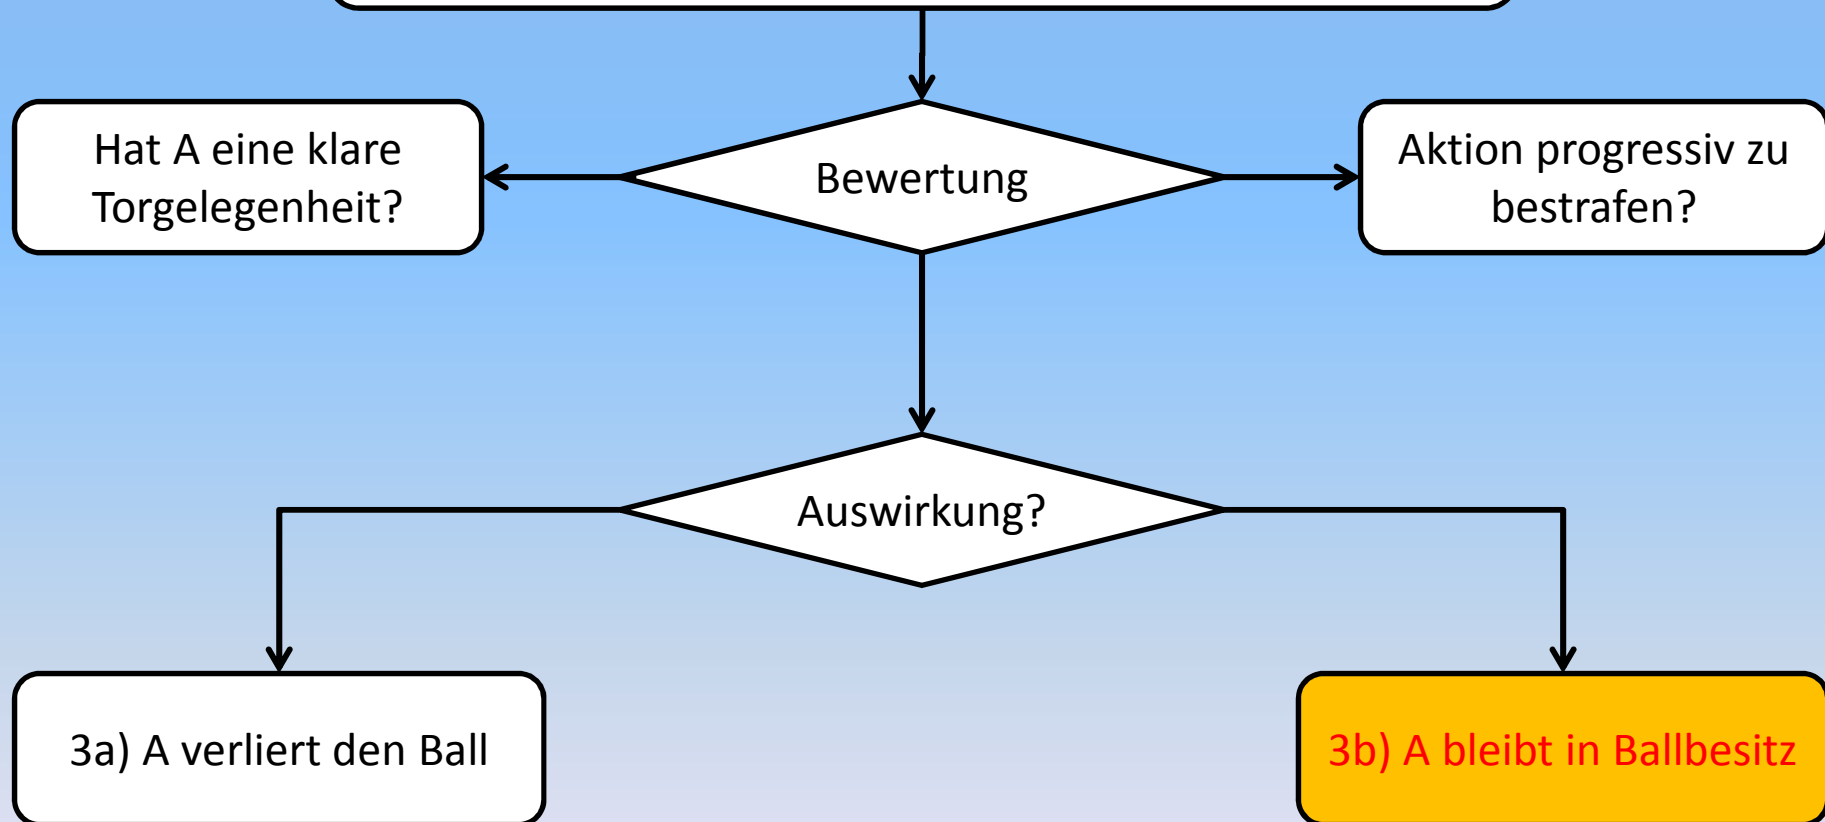 Hat A eine klare
Torgelegenheit?
Bewertung
Aktion progressiv zu
bestrafen?
Auswirkung?
3a) A verliert den Ball
3b) A bleibt in Ballbesitz